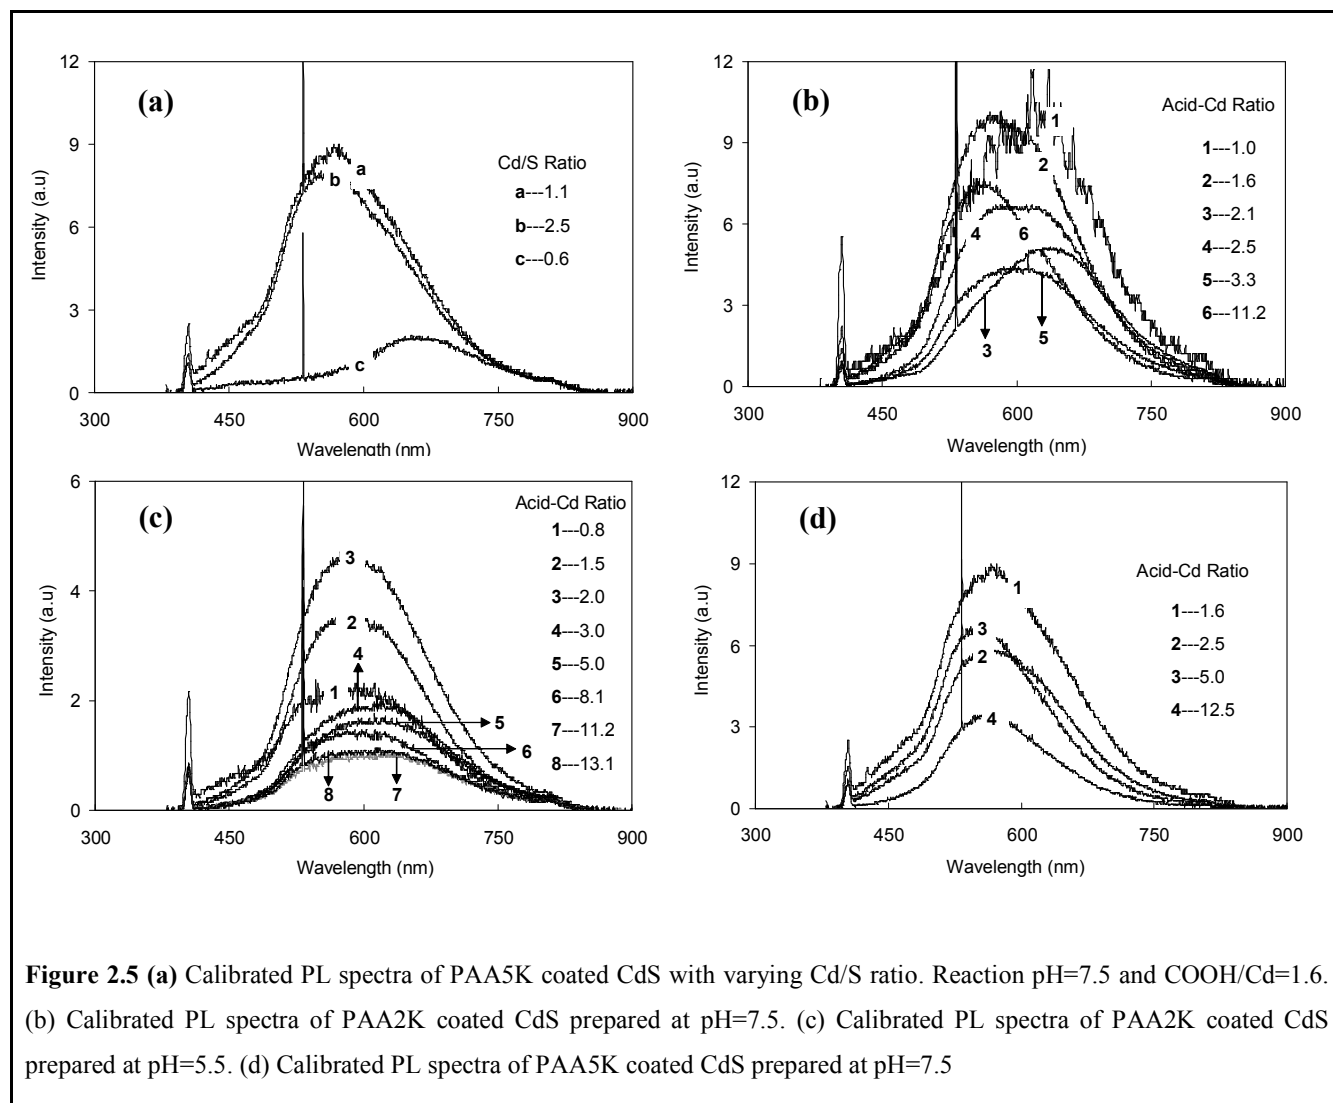 (a)
12
9
6
3
0
Intensity (a.u)
a
b
c
Cd/S Ratio
a---1.1
b---2.5
c---0.6
300 450 600 750 900
Wavelength (nm)
(b)
12
9
6
3
0
Intensity (a.u)
1
2
4
6
3
5
Acid-Cd Ratio
1---1.0
2---1.6
3---2.1
4---2.5
5---3.3
6---11.2
300 450 600 750 900
Wavelength (nm)
(c)
6
4
2
0
Intensity (a.u)
3
2
4
1
5
6
8
7
Acid-Cd Ratio
1---0.8
2---1.5
3---2.0
4---3.0
5---5.0
6---8.1
7---11.2
8---13.1
300 450 600 750 900
Wavelength (nm)
(d)
12
9
6
3
0
Intensity (a.u)
1
3
2
4
Acid-Cd Ratio
1---1.6
2---2.5
3---5.0
4---12.5
300 450 600 750 900
Wavelength (nm)
Figure 2.5 (a) Calibrated PL spectra of PAA5K coated CdS with varying Cd/S ratio. Reaction pH=7.5 and COOH/Cd=1.6.
(b) Calibrated PL spectra of PAA2K coated CdS prepared at pH=7.5. (c) Calibrated PL spectra of PAA2K coated CdS
prepared at pH=5.5. (d) Calibrated PL spectra of PAA5K coated CdS prepared at pH=7.5